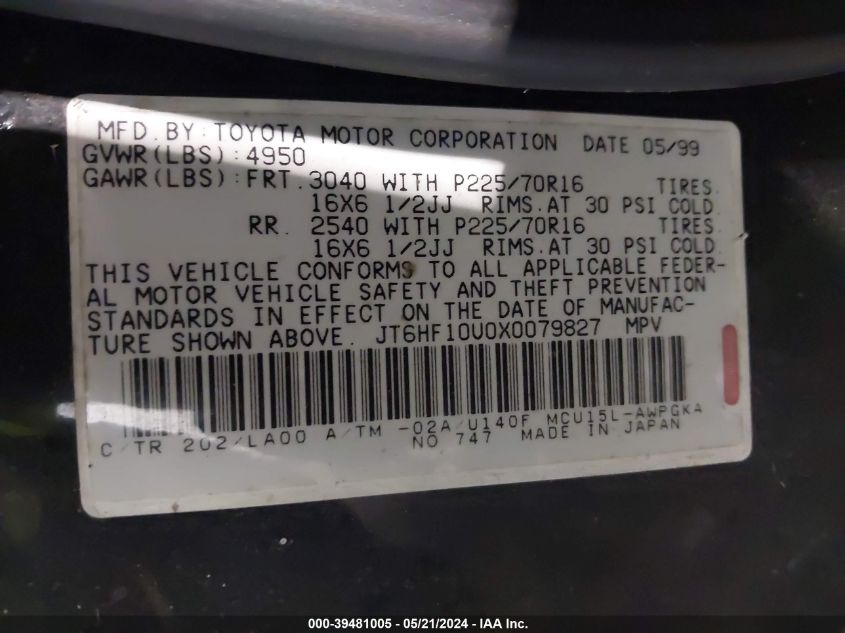 MFD. BY: TOYOTA MOTOR CORPORATION DATE 05/99
GVWR(LBS):4950
GAWR(LBS):FRT. 3040 WITH P225/70R16 TIRES.
16X6 1/2JJ RIMS.AT 30 PSI COLD.
RR. 2540 WITH P225/70R16 TIRES.
16X6 1/2JJ RIMS.AT 30 PSI COLD.
THIS VEHICLE CONFORMS TO ALL APPLICABLE FEDER-
AL MOTOR VEHICLE SAFETY AND THEFT PREVENTION
STANDARDS IN EFFECT ON THE DATE OF MANUFAC-
TURE SHOWN ABOVE. JT6HF10U0X0079827 MPV
C/TR 202/LA00 A/TM -02A/U140F MCU15L-AWPGKA
NO.747 MADE IN JAPAN
000-39481005 - 05/21/2024 - IAA Inc.